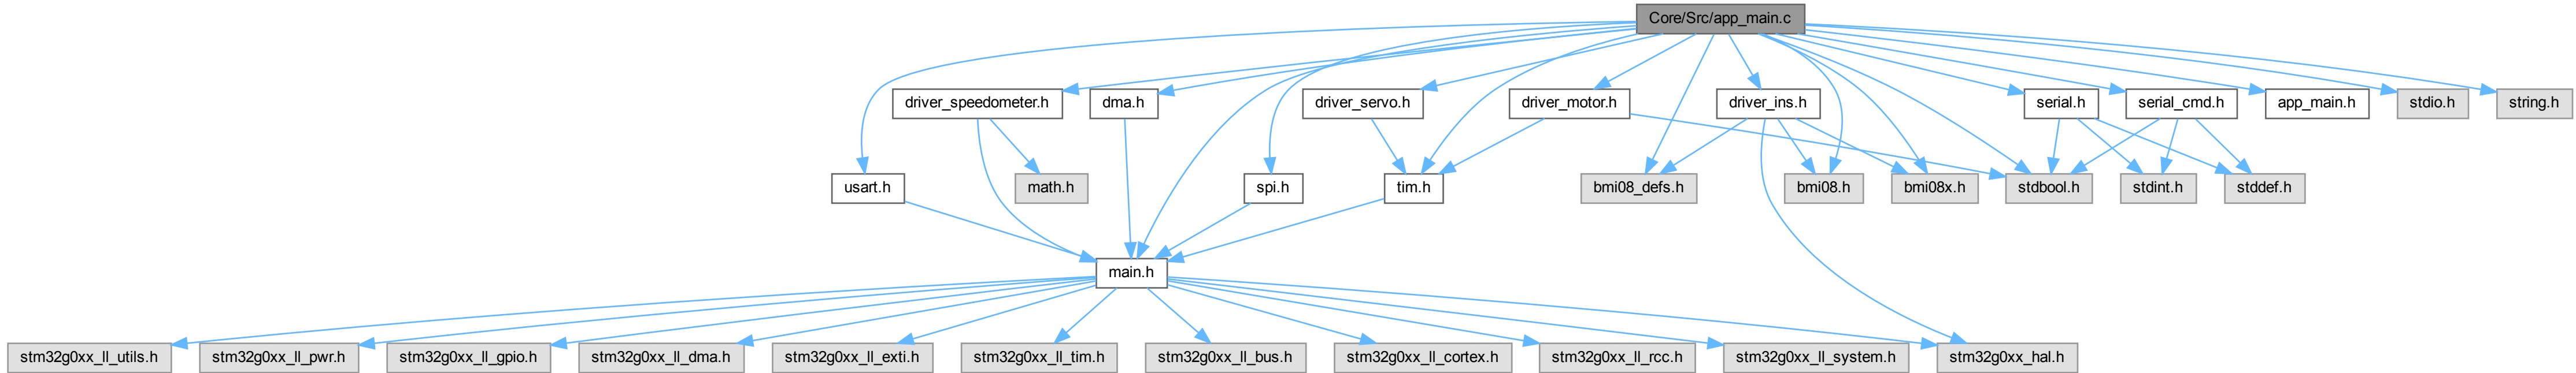 Core/Src/app_main.c
driver_speedometer.h
dma.h
driver_servo.h
driver_motor.h
driver_ins.h
serial.h
serial_cmd.h
app_main.h
stdio.h
string.h
usart.h
math.h
spi.h
tim.h
bmi08_defs.h
bmi08.h
bmi08x.h
stdbool.h
stdint.h
stddef.h
main.h
stm32g0xx_ll_utils.h
stm32g0xx_ll_pwr.h
stm32g0xx_ll_gpio.h
stm32g0xx_ll_dma.h
stm32g0xx_ll_exti.h
stm32g0xx_ll_tim.h
stm32g0xx_ll_bus.h
stm32g0xx_ll_cortex.h
stm32g0xx_ll_rcc.h
stm32g0xx_ll_system.h
stm32g0xx_hal.h